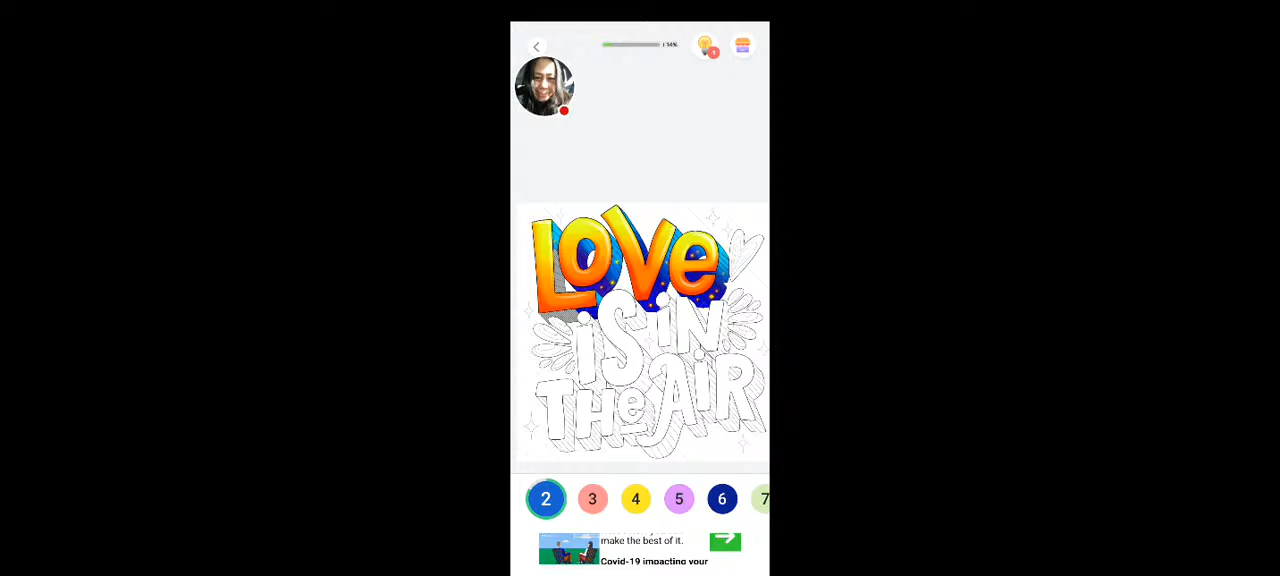 LOVE
iS iN
THe AiR
2 3 4 5 6 7
make the best of it.
Covid-19 impacting your